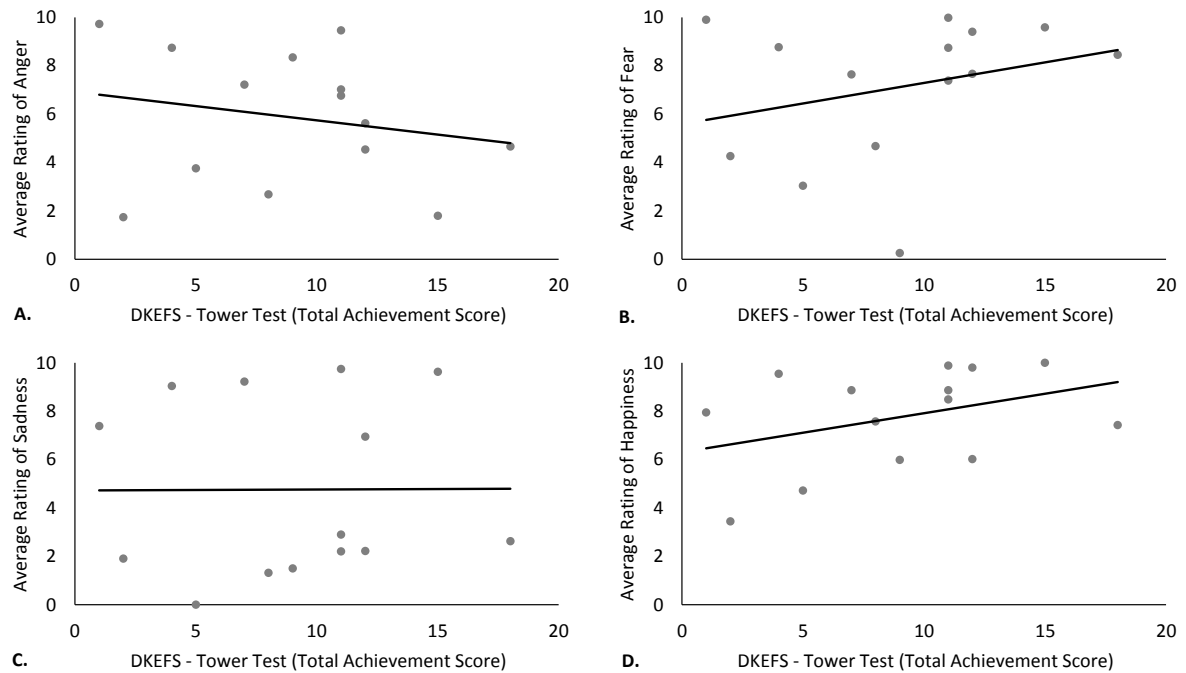 Average Rating of Anger
10
8
6
4
2
0
0 5 10 15 20
A. DKEFS - Tower Test (Total Achievement Score)
Average Rating of Fear
10
8
6
4
2
0
0 5 10 15 20
B. DKEFS - Tower Test (Total Achievement Score)
Average Rating of Sadness
10
8
6
4
2
0
0 5 10 15 20
C. DKEFS - Tower Test (Total Achievement Score)
Average Rating of Happiness
10
8
6
4
2
0
0 5 10 15 20
D. DKEFS - Tower Test (Total Achievement Score)